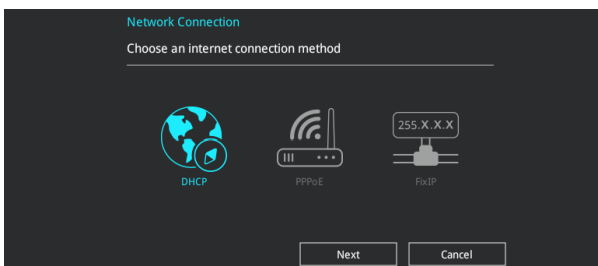 Network Connection
Choose an internet connection method
255.X.X.X
DHCP
PPPoE
FixIP
Next
Cancel